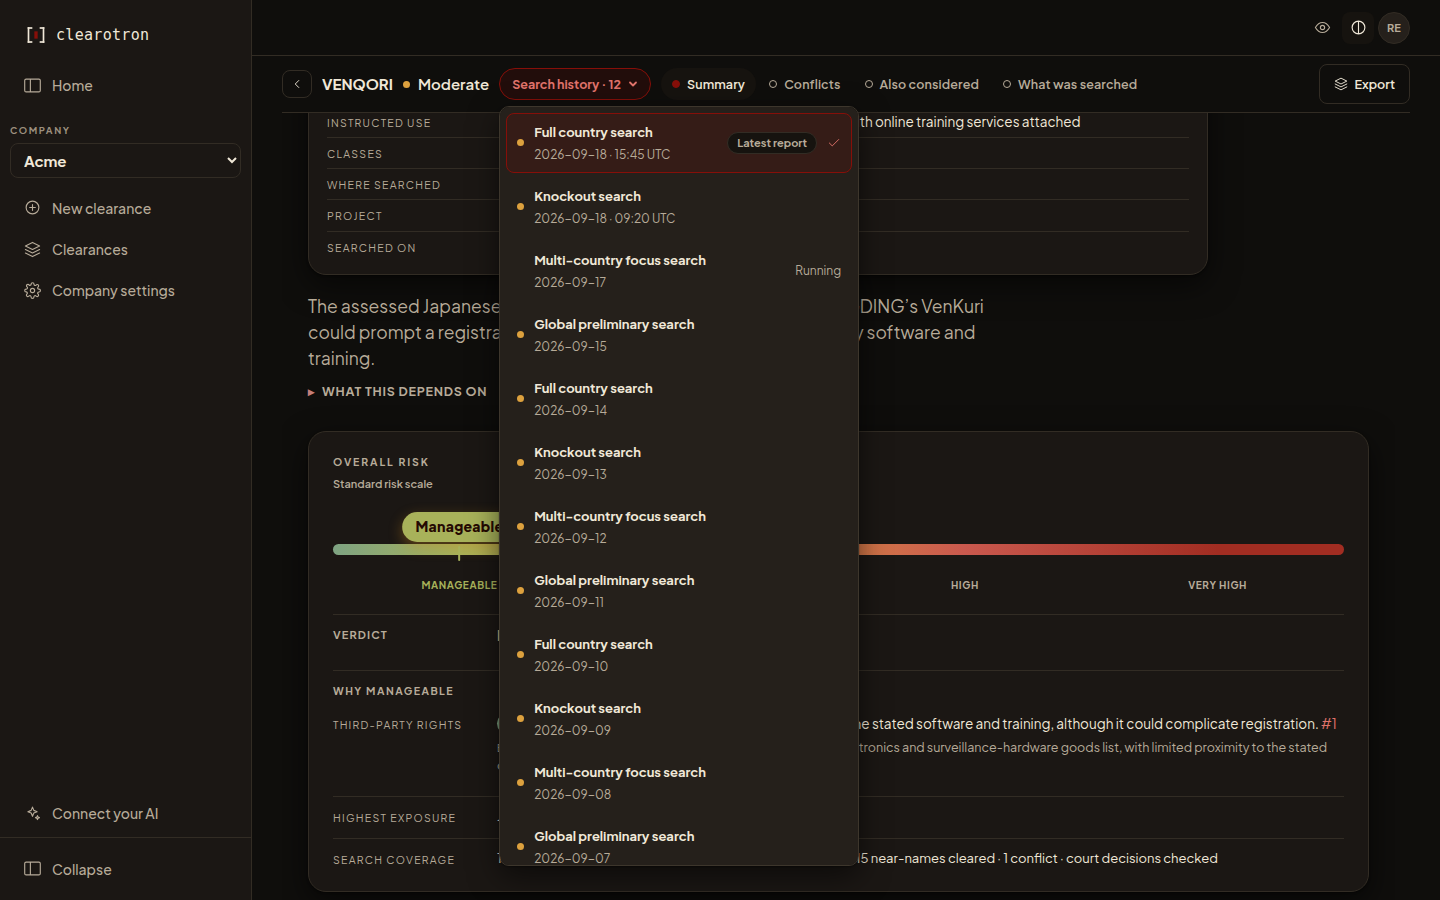 clearotron
Home
COMPANY
Acme
New clearance
Clearances
Company settings
Connect your AI
Collapse
RE
VENQORI
Moderate
Search history · 12
Summary
Conflicts
Also considered
What was searched
Export
INSTRUCTED USE
th online training services attached
CLASSES
WHERE SEARCHED
PROJECT
SEARCHED ON
Full country search
2026-09-18 · 15:45 UTC
Latest report
Knockout search
2026-09-18 · 09:20 UTC
Multi-country focus search
2026-09-17
Running
Global preliminary search
2026-09-15
Full country search
2026-09-14
Knockout search
2026-09-13
Multi-country focus search
2026-09-12
Global preliminary search
2026-09-11
Full country search
2026-09-10
Knockout search
2026-09-09
Multi-country focus search
2026-09-08
Global preliminary search
2026-09-07
The assessed Japanese
DING's VenKuri
could prompt a registra
y software and
training.
WHAT THIS DEPENDS ON
OVERALL RISK
Standard risk scale
Manageable
MANAGEABLE
HIGH
VERY HIGH
VERDICT
WHY MANAGEABLE
THIRD-PARTY RIGHTS
he stated software and training, although it could complicate registration. #1
tronics and surveillance-hardware goods list, with limited proximity to the stated
HIGHEST EXPOSURE
SEARCH COVERAGE
15 near-names cleared · 1 conflict · court decisions checked